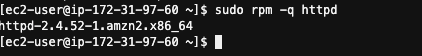 [ec2-user@ip-172-31-97-60 ~]$ sudo rpm -q httpd
httpd-2.4.52-1.amzn2.x86_64
[ec2-user@ip-172-31-97-60 ~]$